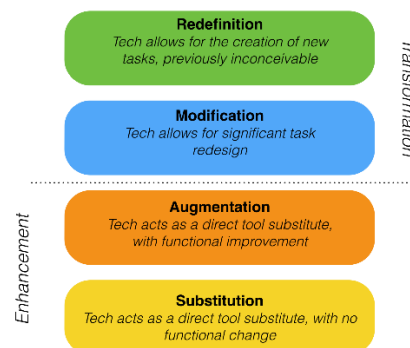 Redefinition
Tech allows for the creation of new
tasks, previously inconceivable
Transformation
Modification
Tech allows for significant task
redesign
Augmentation
Tech acts as a direct tool substitute,
with functional improvement
Enhancement
Substitution
Tech acts as a direct tool substitute, with no
functional change